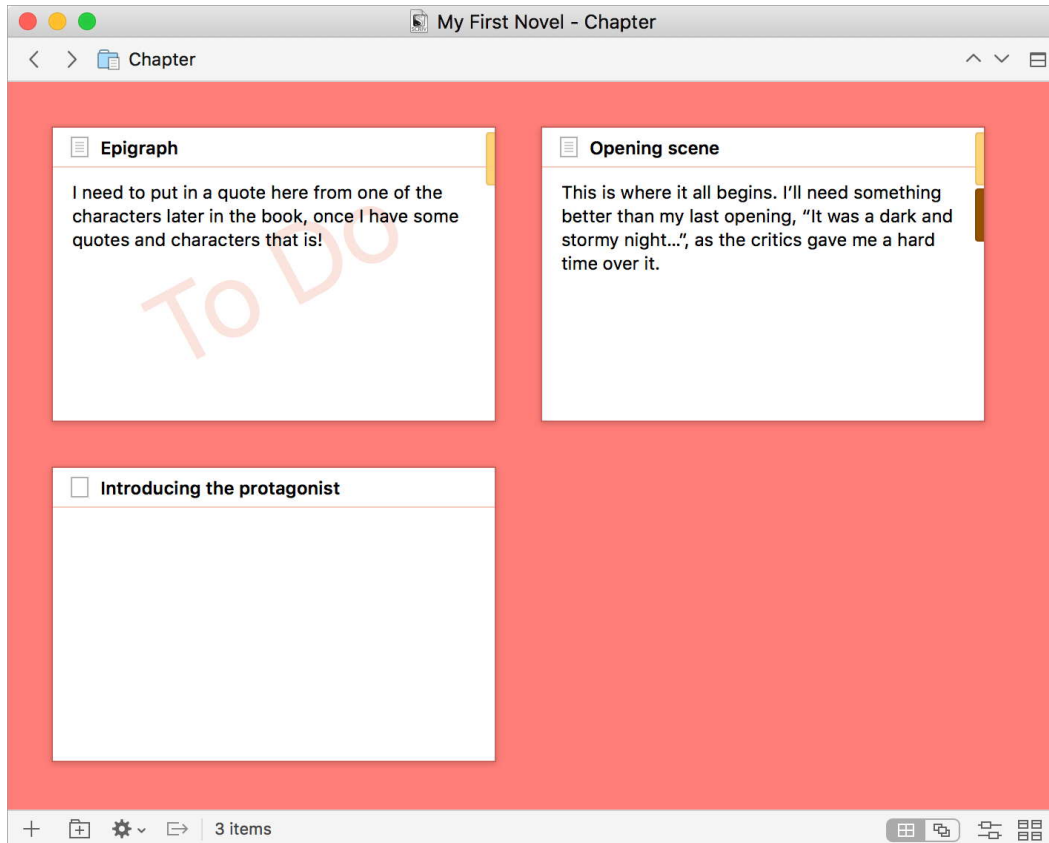 My First Novel - Chapter
Chapter
Epigraph
I need to put in a quote here from one of the
characters later in the book, once I have some
quotes and characters that is!
To Do
Opening scene
This is where it all begins. I’ll need something
better than my last opening, “It was a dark and
stormy night…”, as the critics gave me a hard
time over it.
Introducing the protagonist
3 items